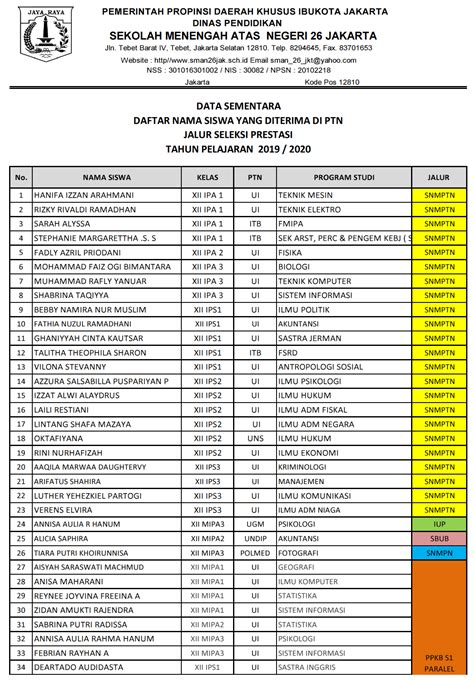 JAYA RAYA
PEMERINTAH PROPINSI DAERAH KHUSUS IBUKOTA JAKARTA
DINAS PENDIDIKAN
SEKOLAH MENENGAH ATAS NEGERI 26 JAKARTA
Jln. Tebet Barat IV, Tebet, Jakarta Selatan 12810. Telp. 8294645, Fax. 83701653
Website : http//www.sman26jak.sch.id Email sman_26_jkt@yahoo.com
NSS : 301016301002 / NIS : 30082 / NPSN : 20102218
Jakarta Kode Pos 12810
DATA SEMENTARA
DAFTAR NAMA SISWA YANG DITERIMA DI PTN
JALUR SELEKSI PRESTASI
TAHUN PELAJARAN 2019 / 2020
No. NAMA SISWA KELAS PTN PROGRAM STUDI JALUR
1 HANIFA IZZAN ARAHMANI XII IPA 1 UI TEKNIK MESIN SNMPTN
2 RIZKY RIVALDI RAMADHAN XII IPA 1 UI TEKNIK ELEKTRO SNMPTN
3 SARAH ALYSSA XII IPA 1 ITB FMIPA SNMPTN
4 STEPHANIE MARGARETTHA .S. S XII IPA 1 ITB SEK ARST, PERC & PENGEM KEBJ ( S SNMPTN
5 FADLY AZRIL PRIODANI XII IPA 2 UI FISIKA SNMPTN
6 MOHAMMAD FAIZ OGI BIMANTARA XII IPA 3 UI BIOLOGI SNMPTN
7 MUHAMMAD RAFLY YANUAR XII IPA 3 UI TEKNIK KOMPUTER SNMPTN
8 SHABRINA TAQIYYA XII IPA 3 UI SISTEM INFORMASI SNMPTN
9 BEBBY NAMIRA NUR MUSLIM XII IPS1 UI ILMU POLITIK SNMPTN
10 FATHIA NUZUL RAMADHANI XII IPS1 UI AKUNTANSI SNMPTN
11 GHANIYYAH CINTA KAUTSAR XII IPS1 UI SASTRA JERMAN SNMPTN
12 TALITHA THEOPHILA SHARON XII IPS1 ITB FSRD SNMPTN
13 VILONA STEVANNY XII IPS1 UI ANTROPOLOGI SOSIAL SNMPTN
14 AZZURA SALSABILLA PUSPARIYAN P XII IPS2 UI ILMU PSIKOLOGI SNMPTN
15 IZZAT ALWI ALAYDRUS XII IPS2 UI ILMU HUKUM SNMPTN
16 LAILI RESTIANI XII IPS2 UI ILMU ADM FISKAL SNMPTN
17 LINTANG SHAFA MAZAYA XII IPS2 UI ILMU ADM NEGARA SNMPTN
18 OKTAFIYANA XII IPS2 UNS ILMU HUKUM SNMPTN
19 RINI NURHAFIZAH XII IPS2 UI ILMU EKONOMI SNMPTN
20 AAQILA MARWAA DAUGHTERVY XII IPS3 UI KRIMINOLOGI SNMPTN
21 ARIFATUS SHAHIRA XII IPS3 UI MANAJEMEN SNMPTN
22 LUTHER YEHEZKIEL PARTOGI XII IPS3 UI ILMU KOMUNIKASI SNMPTN
23 VERENS ELVIRA XII IPS3 UI ILMU ADM NIAGA SNMPTN
24 ANNISA AULIA R HANUM XII MIPA3 UGM PSIKOLOGI IUP
25 ALICIA SAPHIRA XII MIPA2 UNDIP AKUNTANSI SBUB
26 TIARA PUTRI KHOIRUNNISA XII MIPA3 POLMED FOTOGRAFI SNMPN
27 AISYAH SARASWATI MACHMUD XII MIPA1 UI GEOGRAFI
28 ANISA MAHARANI XII MIPA1 UI ILMU KOMPUTER
29 REYNEE JOYVINA FREEINA A XII MIPA1 UI STATISTIKA
30 ZIDAN AMUKTI RAJENDRA XII MIPA1 UI SISTEM INFORMASI
31 SABRINA PUTRI RADISSA XII MIPA2 UI STATISTIKA
32 ANNISA AULIA RAHMA HANUM XII MIPA3 UI PSIKOLOGI
33 FEBRIAN RAYHAN A XII MIPA3 UI SISTEM INFORMASI PPKB S1
34 DEARTADO AUDIDASTA XII IPS1 UI SASTRA INGGRIS PARALEL